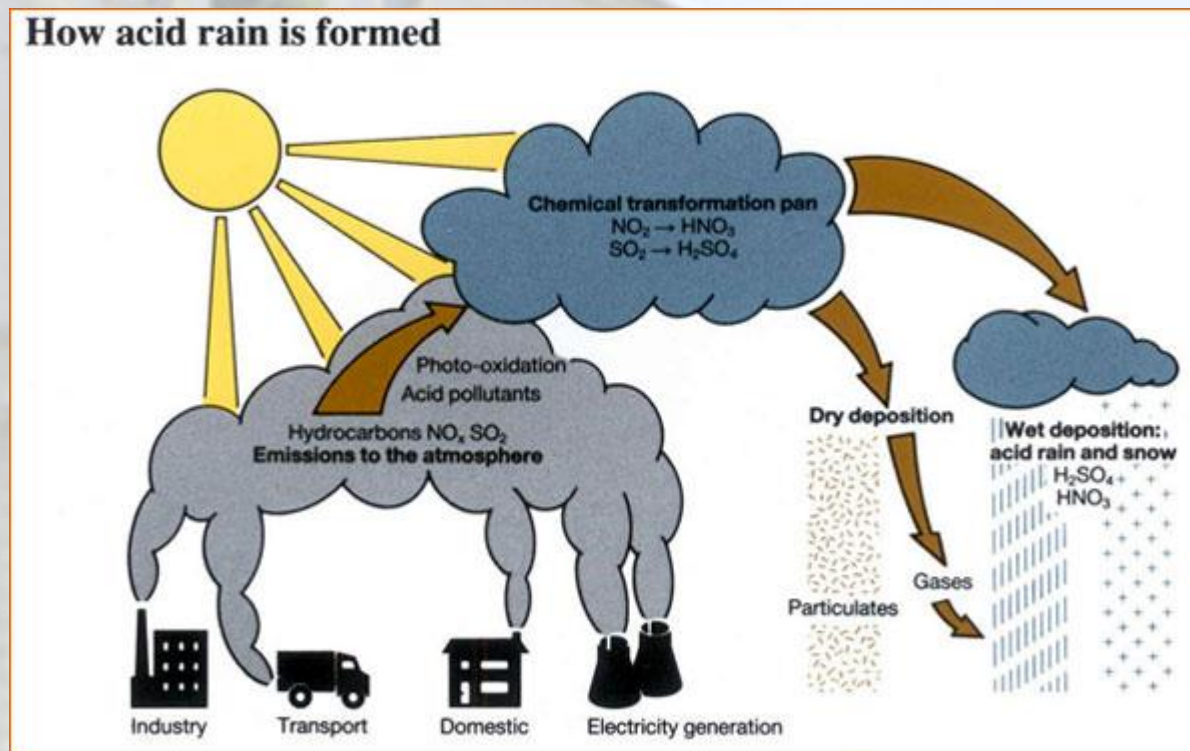 How acid rain is formed
Chemical transformation pan
NO₂ → HNO₃
SO₂ → H₂SO₄
Photo-oxidation
Acid pollutants
Hydrocarbons NOₓ SO₂
Emissions to the atmosphere
Dry deposition
Wet deposition:
acid rain and snow
H₂SO₄
HNO₃
Gases
Particulates
Industry
Transport
Domestic
Electricity generation